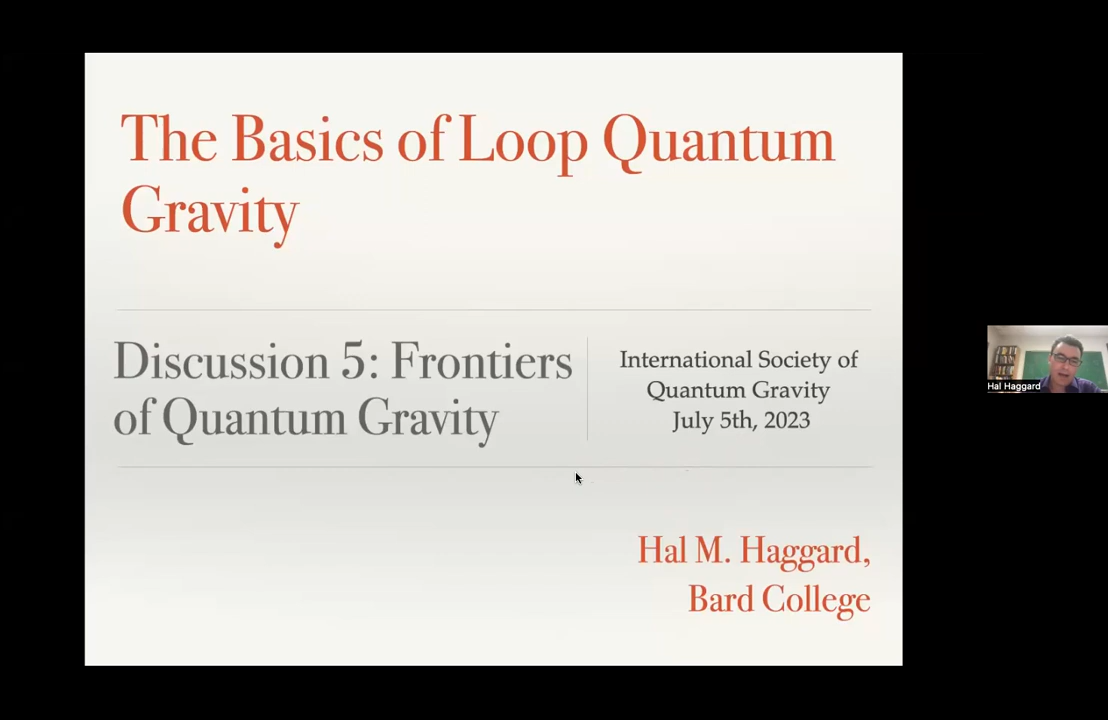 The Basics of Loop Quantum
Gravity
Discussion 5: Frontiers
of Quantum Gravity
International Society of
Quantum Gravity
July 5th, 2023
Hal M. Haggard,
Bard College
Hal Haggard